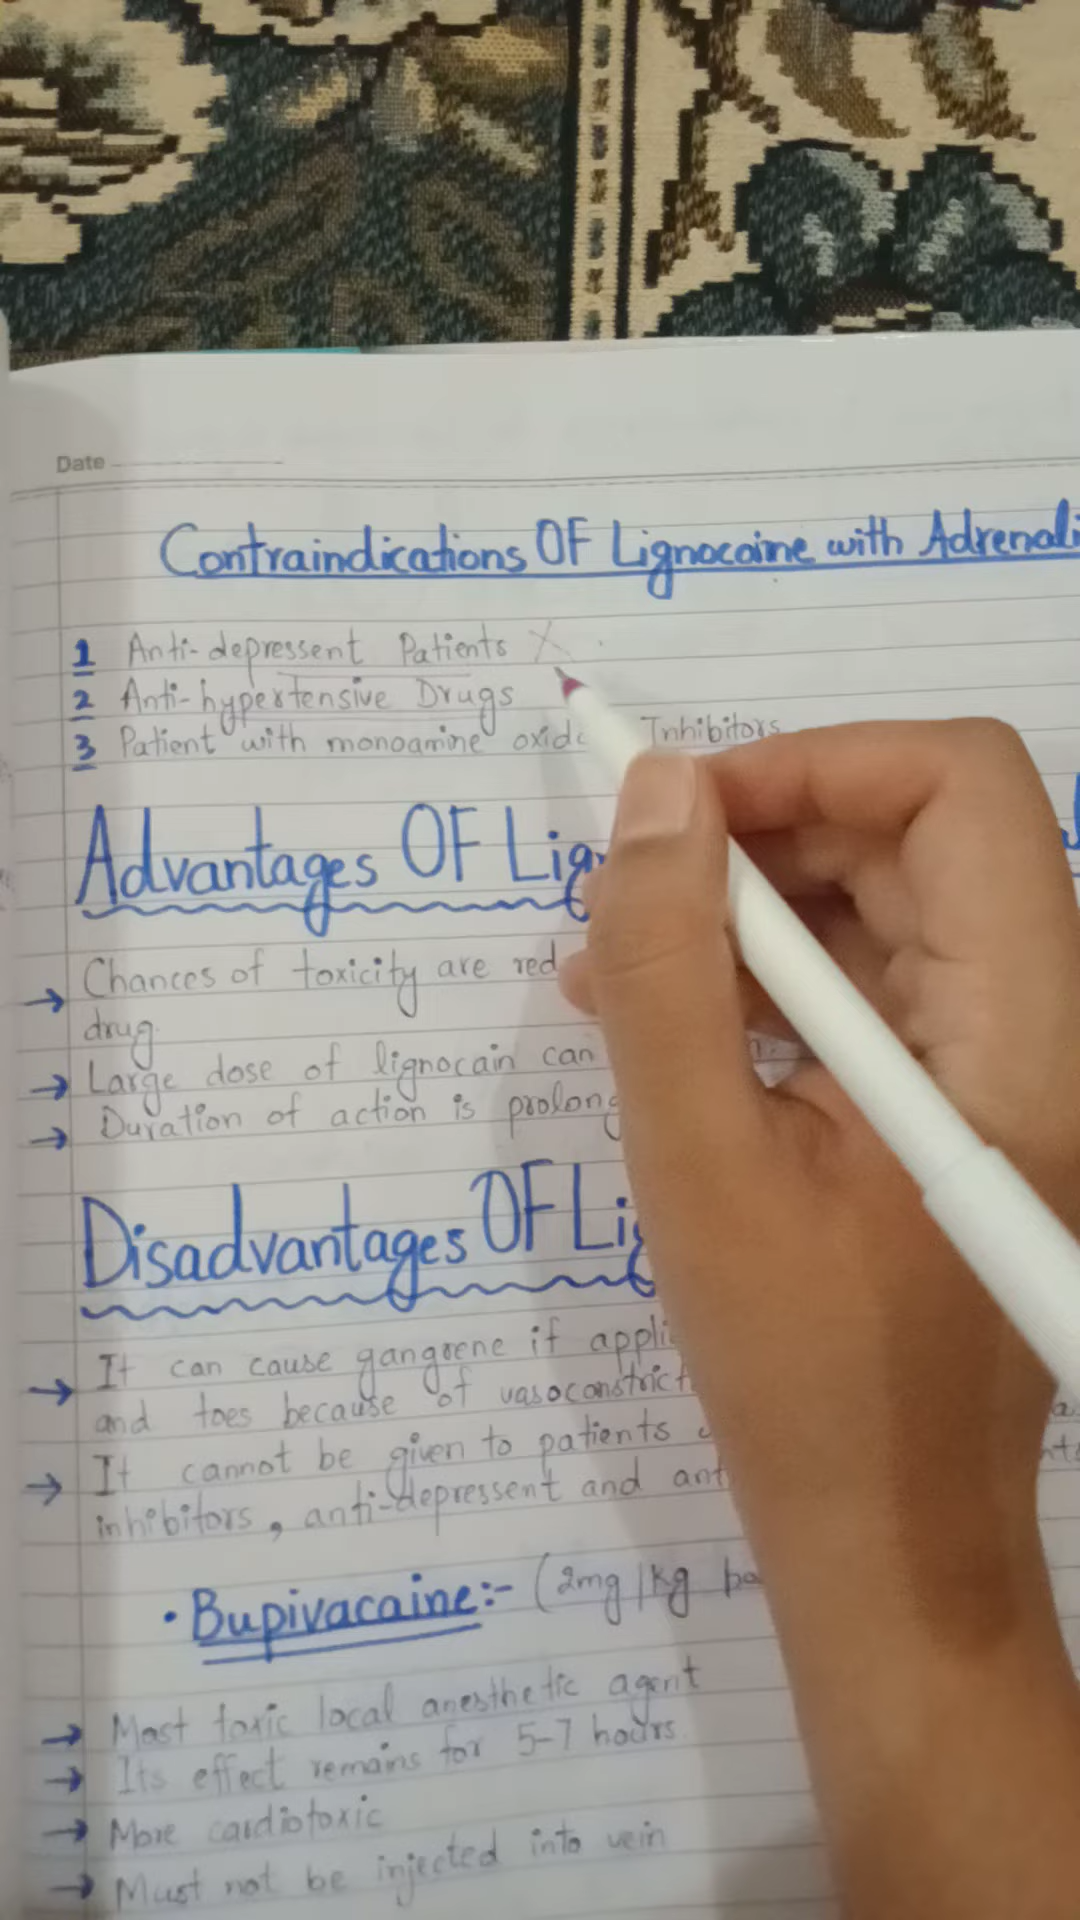 Date
Contraindications OF Lignocaine with Adrenali
1 Anti-depressent Patients X
2 Anti-hypertensive Drugs
3 Patient with monoamine oxid Inhibitors
Advantages OF Lig
Chances of toxicity are red
drug.
Large dose of lignocain can
Duration of action is prolong
Disadvantages OF Lig
It can cause gangrene if appli
and toes because of vasoconstrict
It cannot be given to patients
inhibitors, anti-depressent and ant
• Bupivacaine:- (2mg/kg bo
Most toxic local anesthetic agent
Its effect remains for 5-7 hours.
More cardiotoxic
Must not be injected into vein